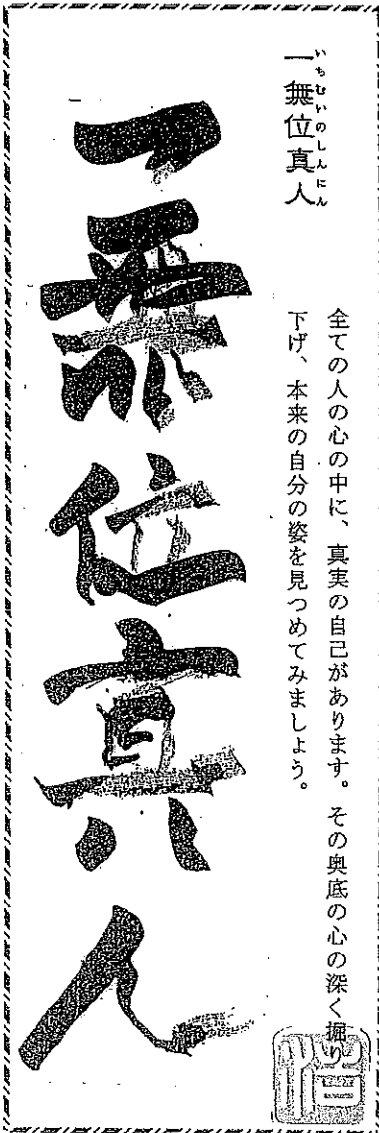 いちむいのしんにん
一無位真人
全ての人の心の中に、真実の自己があります。その奥底の心の深く掘り
下げ、本来の自分の姿を見つめてみましょう。
一無位真人